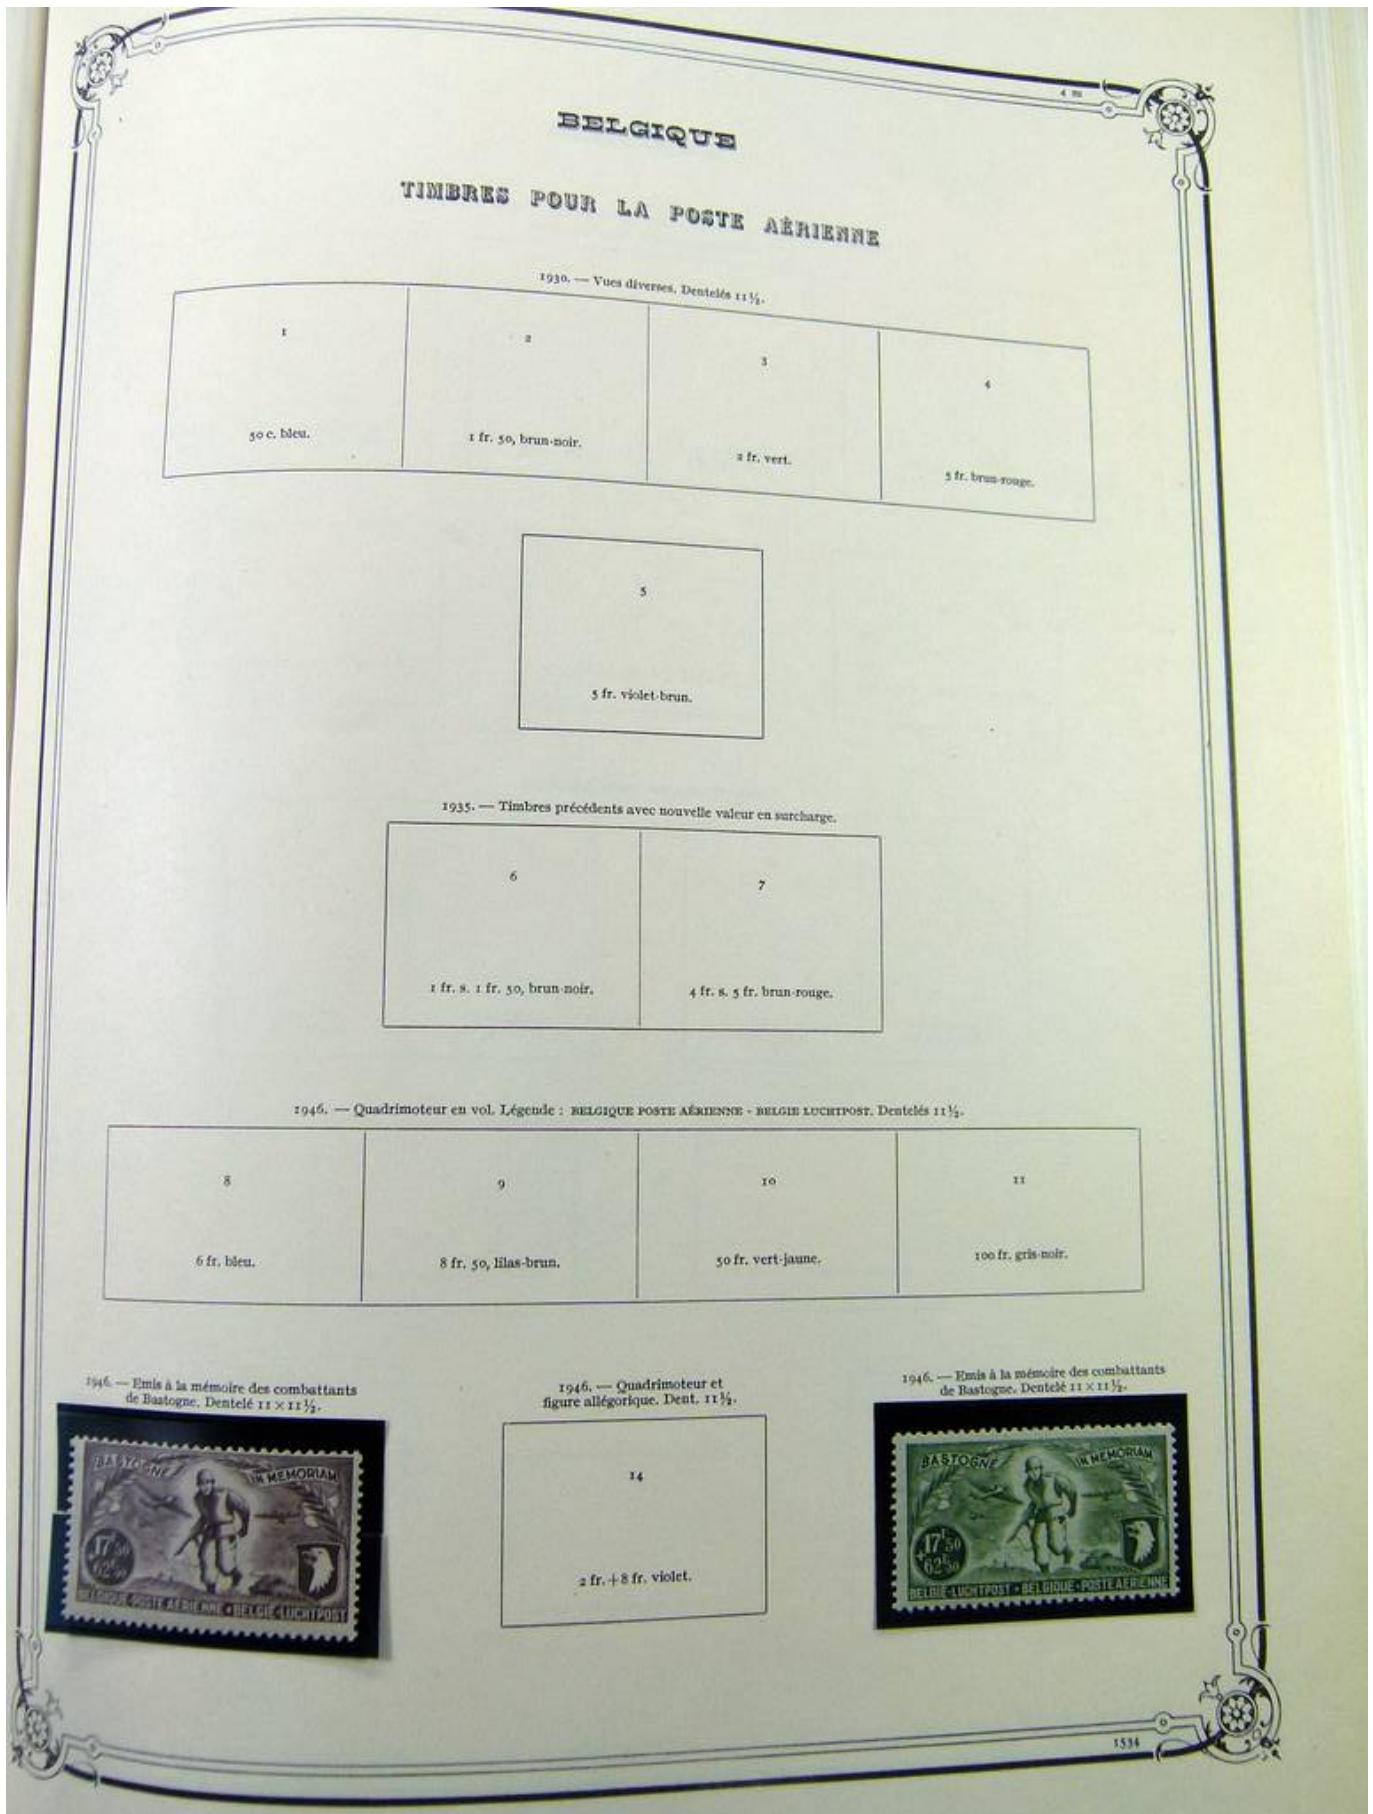 4 m
BELGIQUE
TIMBRES POUR LA POSTE AÉRIENNE
1930. — Vues diverses. Dentelés 11½.
1
2
3
4
50 c. bleu.
1 fr. 50, brun-noir.
2 fr. vert.
5 fr. brun-rouge.
5
5 fr. violet-brun.
1935. — Timbres précédents avec nouvelle valeur en surcharge.
6
7
1 fr. s. 1 fr. 50, brun-noir.
4 fr. s. 5 fr. brun-rouge.
1946. — Quadrimoteur en vol. Légende : BELGIQUE POSTE AÉRIENNE - BELGIE LUCHTPOST. Dentelés 11½.
8
9
10
11
6 fr. bleu.
8 fr. 50, lilas-brun.
50 fr. vert-jaune.
100 fr. gris-noir.
1946. — Emis à la mémoire des combattants
de Bastogne. Dentelé 11 × 11½.
BASTOGNE
IN MEMORIAM
17F50
+62F50
BELGIQUE-POSTE AERIENNE • BELGIE-LUCHTPOST
1946. — Quadrimoteur et
figure allégorique. Dent. 11½.
14
2 fr. + 8 fr. violet.
1946. — Emis à la mémoire des combattants
de Bastogne. Dentelé 11 × 11½.
BASTOGNE
IN MEMORIAM
17F50
+62F50
BELGIE-LUCHTPOST • BELGIQUE-POSTE AERIENNE
1534